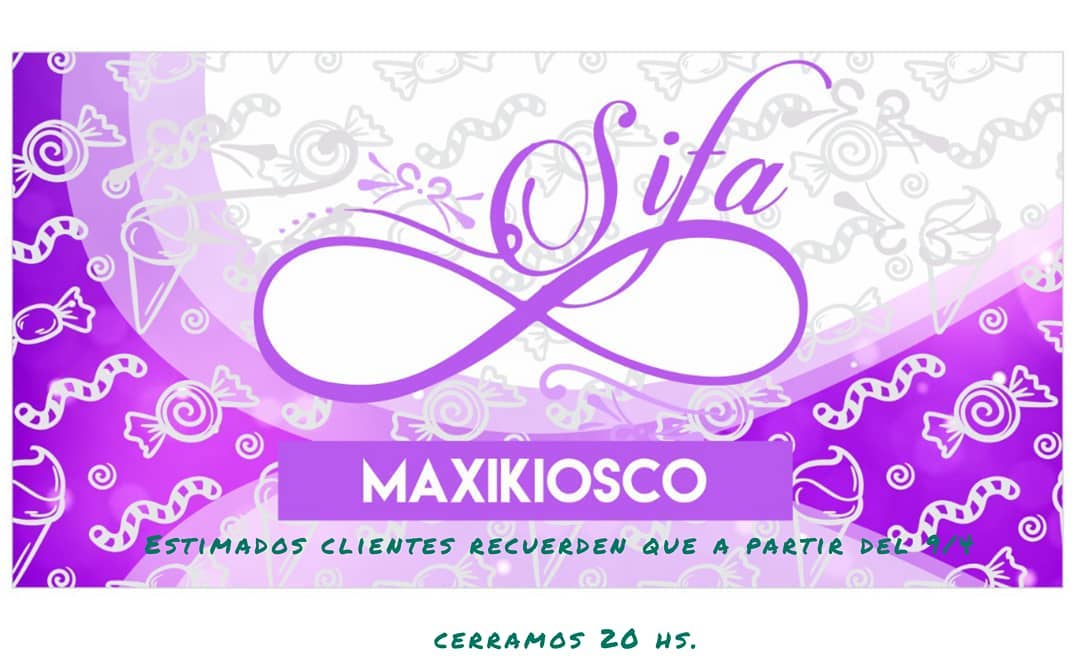 Sifa
MAXIKIOSCO
ESTIMADOS CLIENTES RECUERDEN QUE A PARTIR DEL 9/4
CERRAMOS 20 HS.